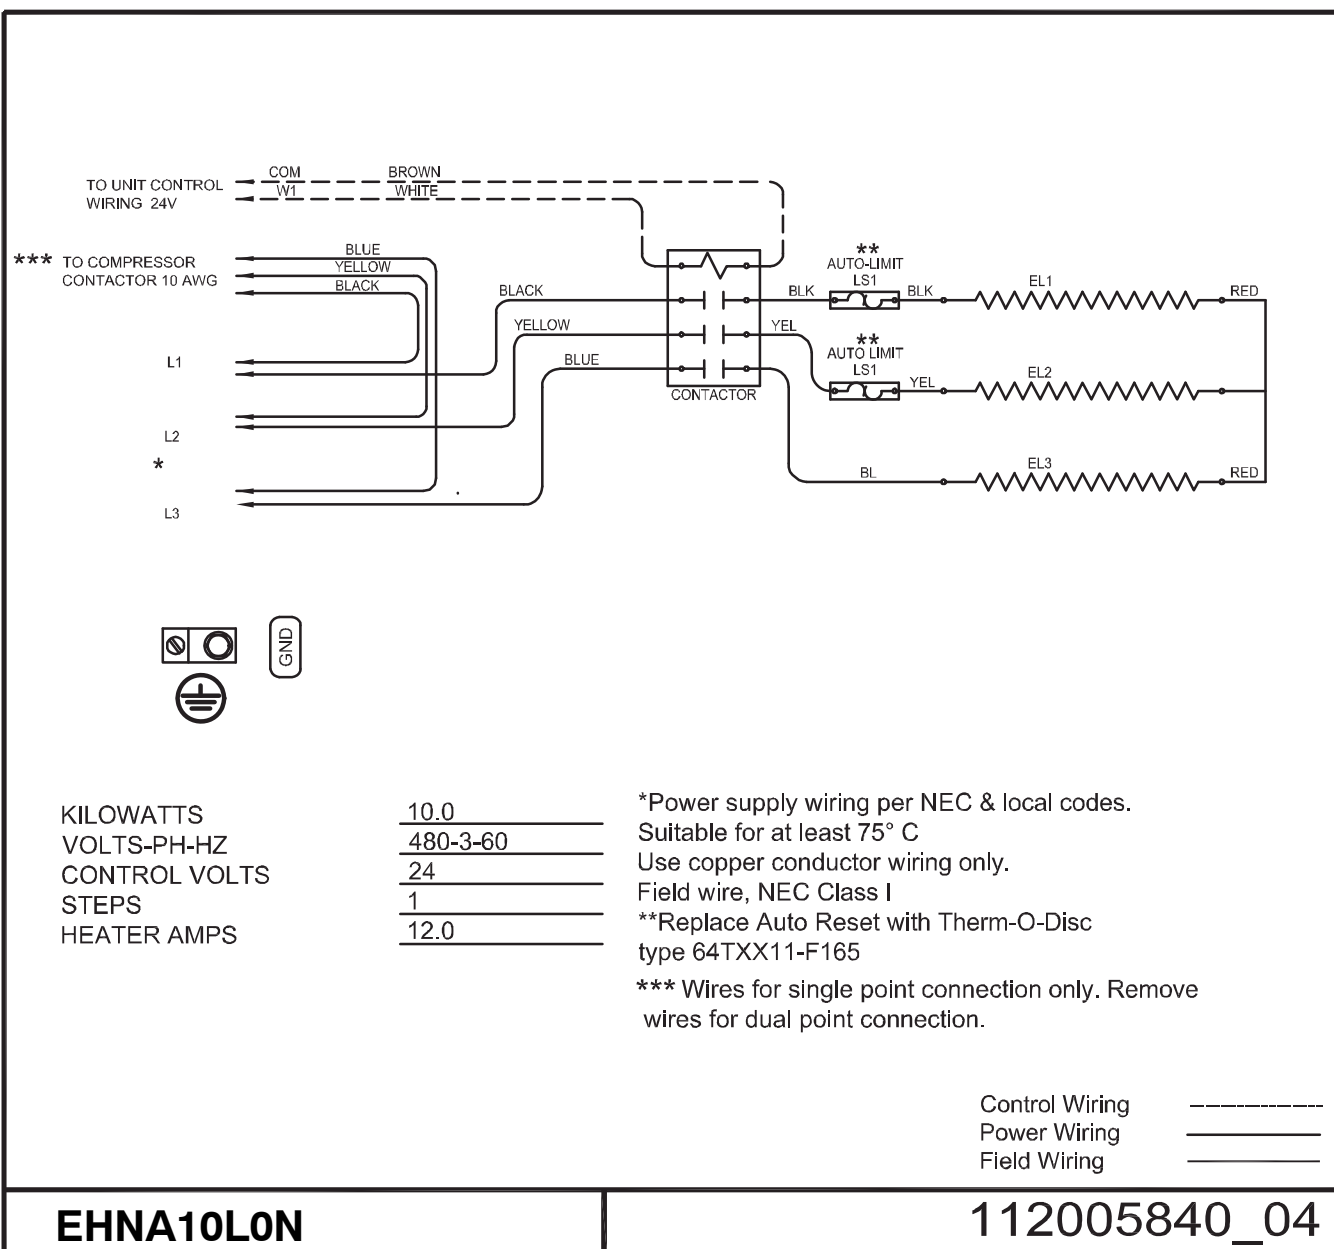 COM BROWN
TO UNIT CONTROL
W1 WHITE
WIRING 24V
*** TO COMPRESSOR
CONTACTOR 10 AWG
BLUE
YELLOW
BLACK
BLACK
YELLOW
BLUE
CONTACTOR
**
AUTO-LIMIT
LS1
BLK BLK EL1 RED
YEL
**
AUTO LIMIT
LS1
YEL EL2
BL EL3 RED
L1
L2
*
L3
GND
KILOWATTS 10.0
VOLTS-PH-HZ 480-3-60
CONTROL VOLTS 24
STEPS 1
HEATER AMPS 12.0
*Power supply wiring per NEC & local codes.
Suitable for at least 75° C
Use copper conductor wiring only.
Field wire, NEC Class I
**Replace Auto Reset with Therm-O-Disc
type 64TXX11-F165
*** Wires for single point connection only. Remove
wires for dual point connection.
Control Wiring
Power Wiring
Field Wiring
EHNA10L0N
112005840_04